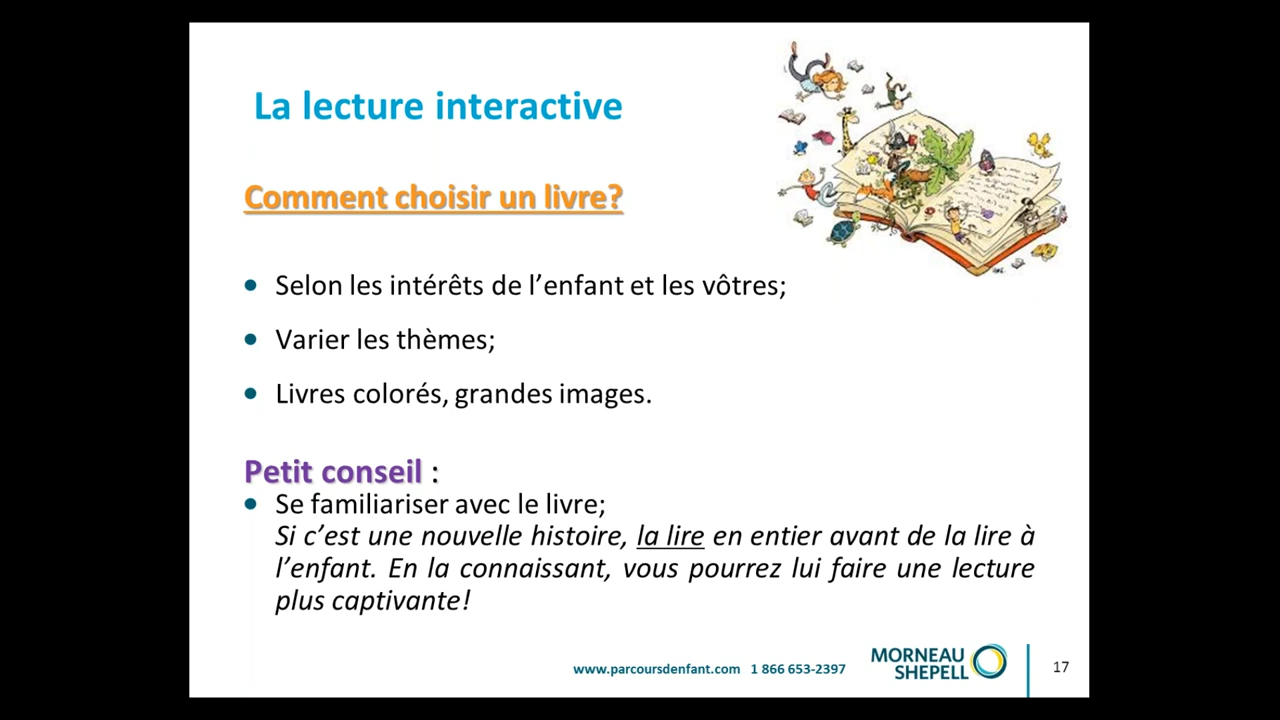 La lecture interactive
Comment choisir un livre?
• Selon les intérêts de l’enfant et les vôtres;
• Varier les thèmes;
• Livres colorés, grandes images.
Petit conseil :
• Se familiariser avec le livre;
Si c’est une nouvelle histoire, la lire en entier avant de la lire à
l’enfant. En la connaissant, vous pourrez lui faire une lecture
plus captivante!
www.parcoursdenfant.com 1 866 653-2397
MORNEAU
SHEPELL
17